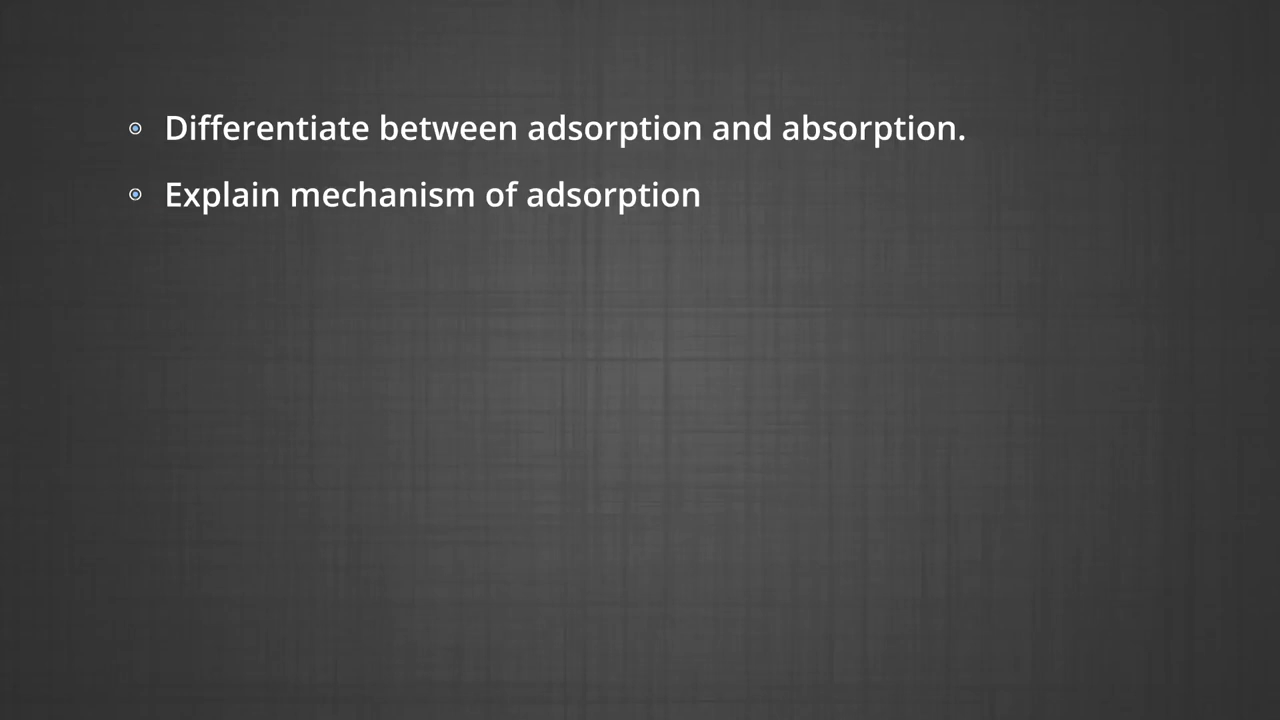 Differentiate between adsorption and absorption.
Explain mechanism of adsorption